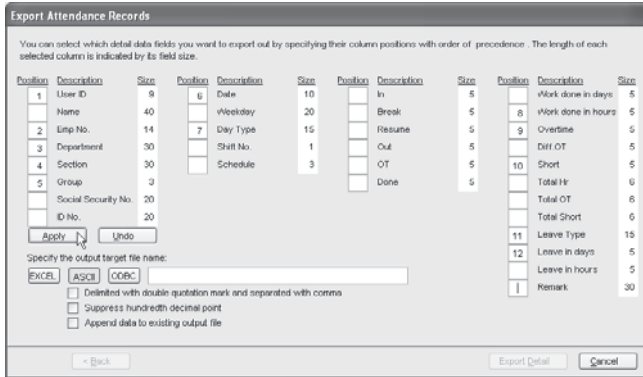 Export Attendance Records
You can select which detail data fields you want to export out by specifying their column positions with order of precedence . The length of each
selected column is indicated by its field size.
Position Description Size Position Description Size Position Description Size Position Description Size
1 User ID 9 6 Date 10 In 5 Work done in days 5
Name 40 Weekday 20 Break 5 8 Work done in hours 5
2 Emp No. 14 7 Day Type 15 Resume 5 9 Overtime 5
3 Department 30 Shift No. 1 Out 5 Diff.OT 5
4 Section 30 Schedule 3 OT 5 10 Short 5
5 Group 3 Done 5 Total Hr 6
Social Security No. 20 Total OT 6
ID No. 20 Total Short 6
Apply Undo 11 Leave Type 15
12 Leave in days 5
Specify the output target file name:
Leave in hours 5
EXCEL ASCII ODBC Remark 30
Delimited with double quotation mark and separated with comma
Suppress hundredth decimal point
Append data to existing output file
< Back Export Detail Cancel